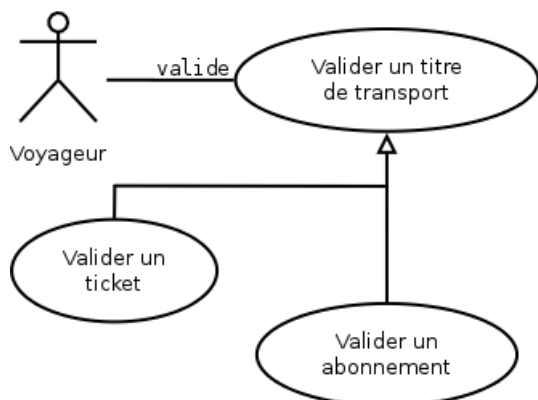 valide
Valider un titre
de transport
Voyageur
Valider un
ticket
Valider un
abonnement